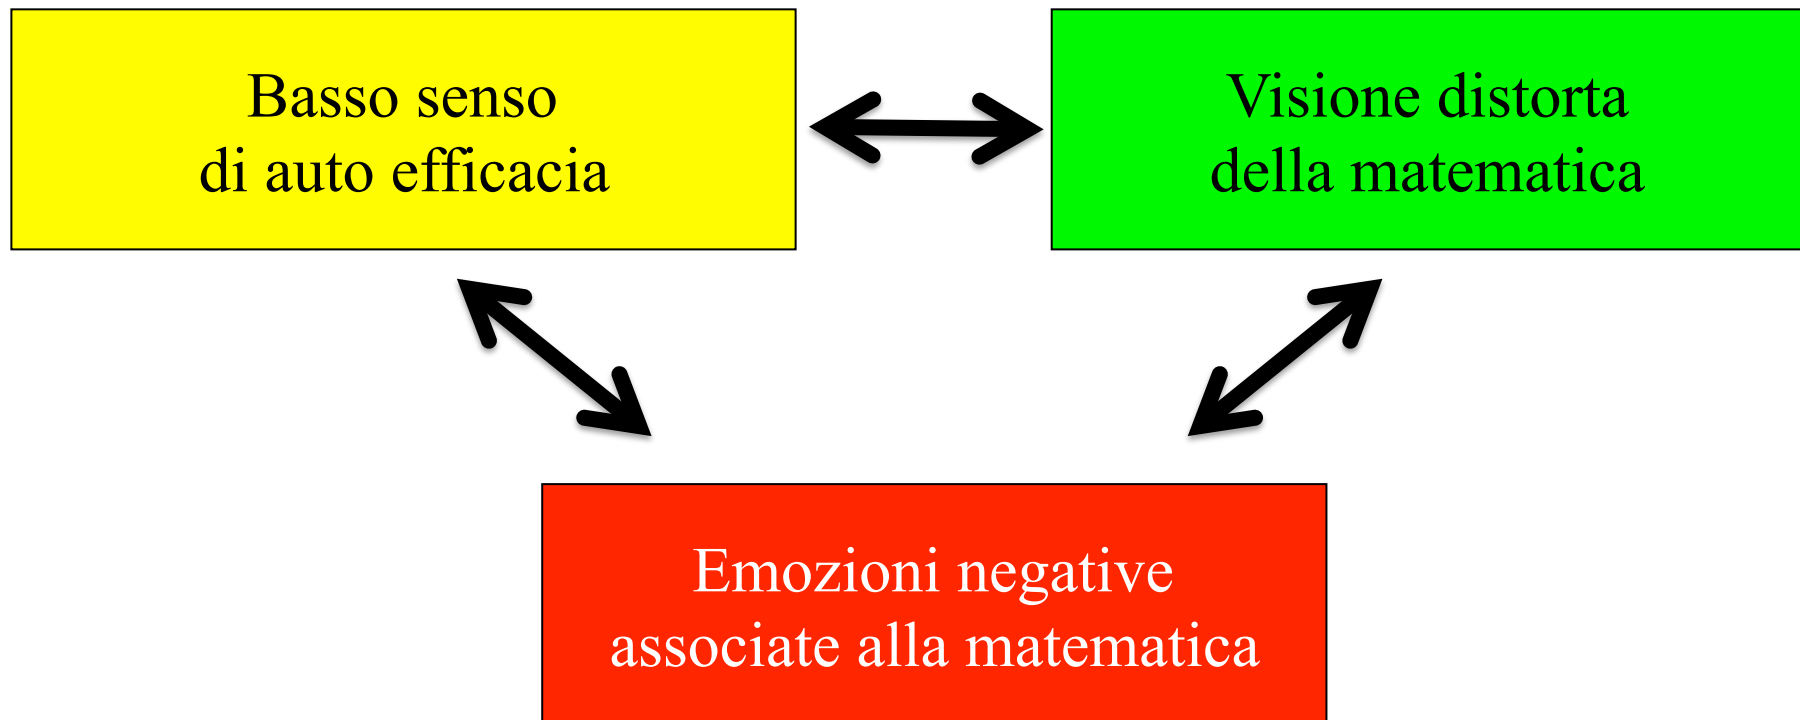 Basso senso
di auto efficacia
Visione distorta
della matematica
Emozioni negative
associate alla matematica